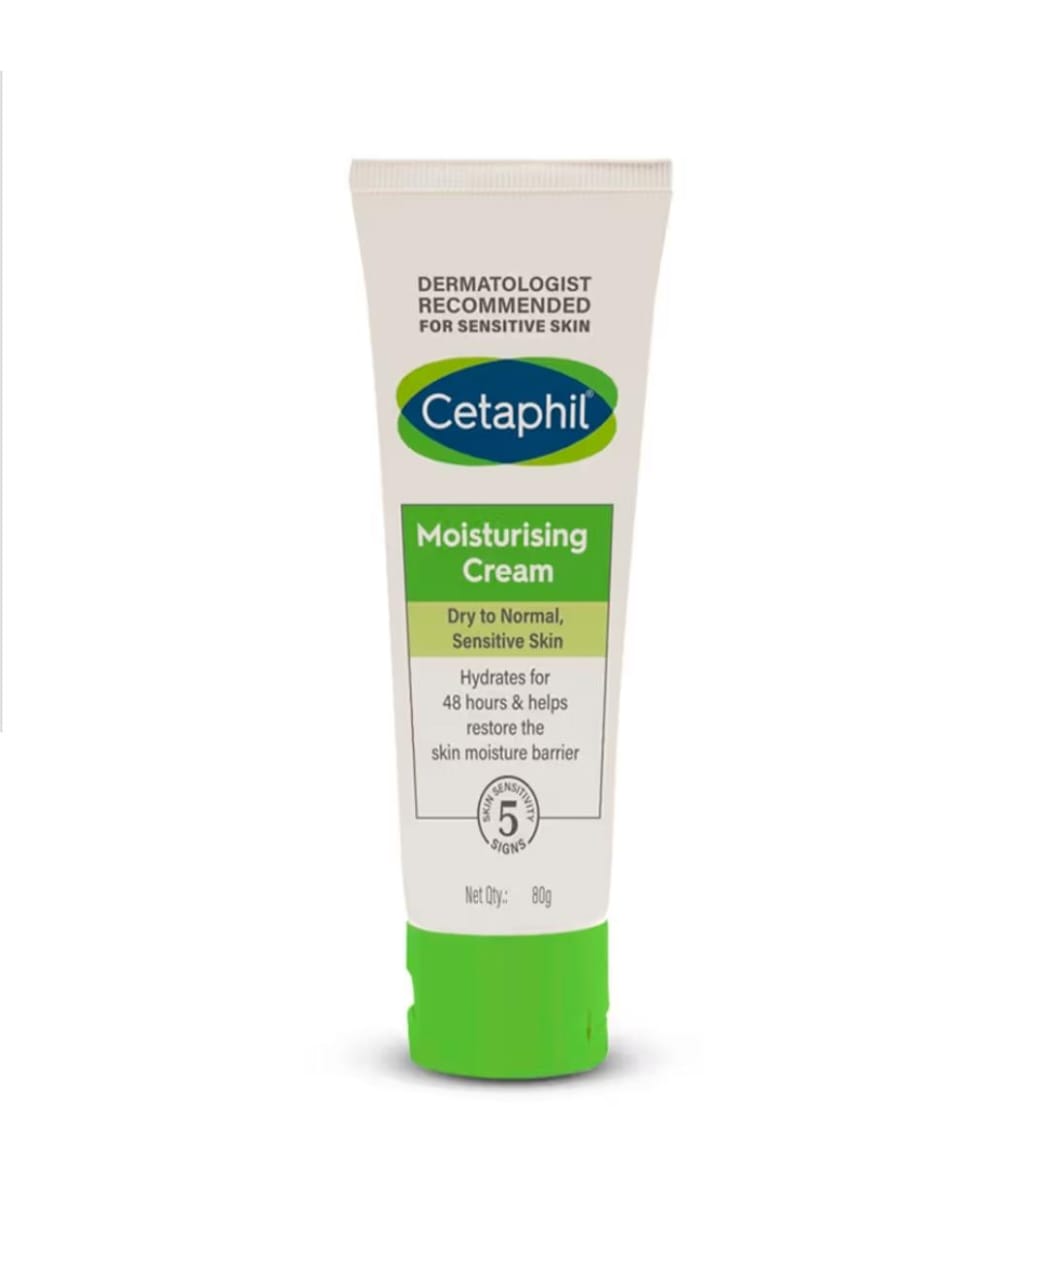 DERMATOLOGIST
RECOMMENDED
FOR SENSITIVE SKIN
Cetaphil®
Moisturising
Cream
Dry to Normal,
Sensitive Skin
Hydrates for
48 hours & helps
restore the
skin moisture barrier
SKIN SENSITIVITY
5
SIGNS
Net Qty.: 80g